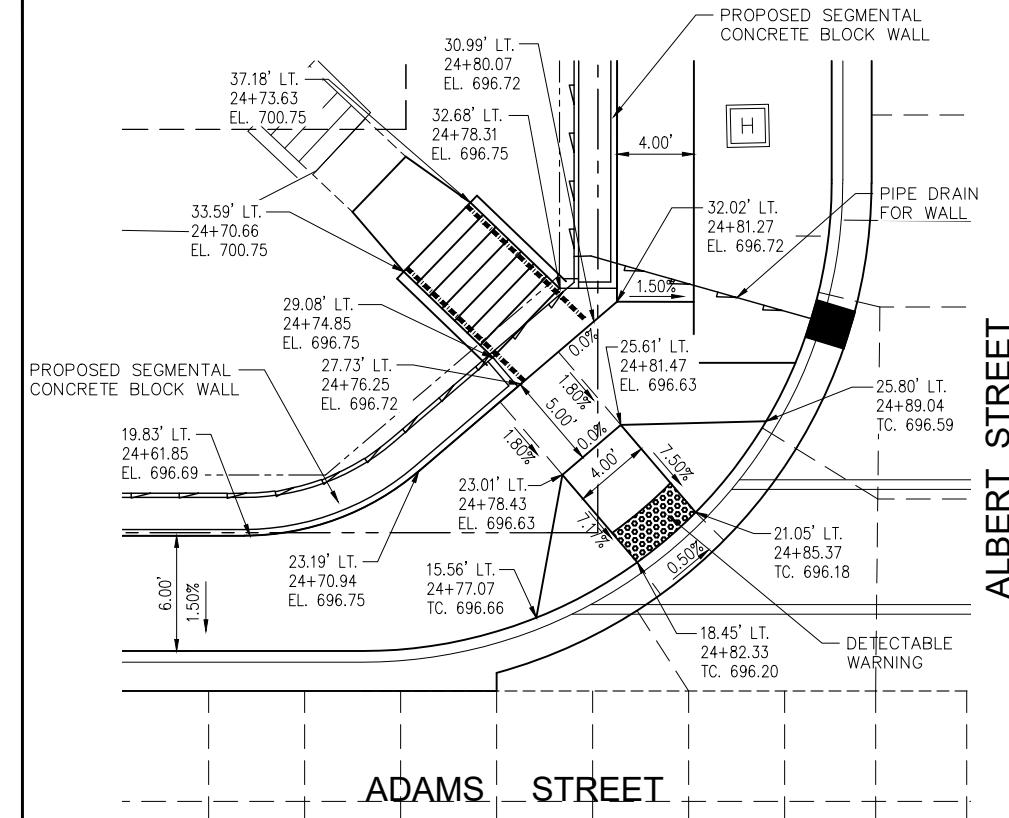 PROPOSED SEGMENTAL
CONCRETE BLOCK WALL
30.99' LT.
24+80.07
EL. 696.72
37.18' LT.
24+73.63
EL. 700.75
32.68' LT.
24+78.31
EL. 696.75
H
4.00'
PIPE DRAIN
FOR WALL
33.59' LT.
24+70.66
EL. 700.75
32.02' LT.
24+81.27
EL. 696.72
1.50%
29.08' LT.
24+74.85
EL. 696.75
0.0%
25.61' LT.
24+81.47
EL. 696.63
PROPOSED SEGMENTAL
CONCRETE BLOCK WALL
27.73' LT.
24+76.25
EL. 696.72
1.80%
5.00'
25.80' LT.
24+89.04
TC. 696.59
ALBERT STREET
19.83' LT.
24+61.85
EL. 696.69
1.80%
0.0%
4.00'
7.50%
23.01' LT.
24+78.43
EL. 696.63
7.17%
21.05' LT.
24+85.37
TC. 696.18
0.50%
23.19' LT.
24+70.94
EL. 696.75
15.56' LT.
24+77.07
TC. 696.66
6.00'
1.50%
18.45' LT.
24+82.33
TC. 696.20
DETECTABLE
WARNING
ADAMS STREET